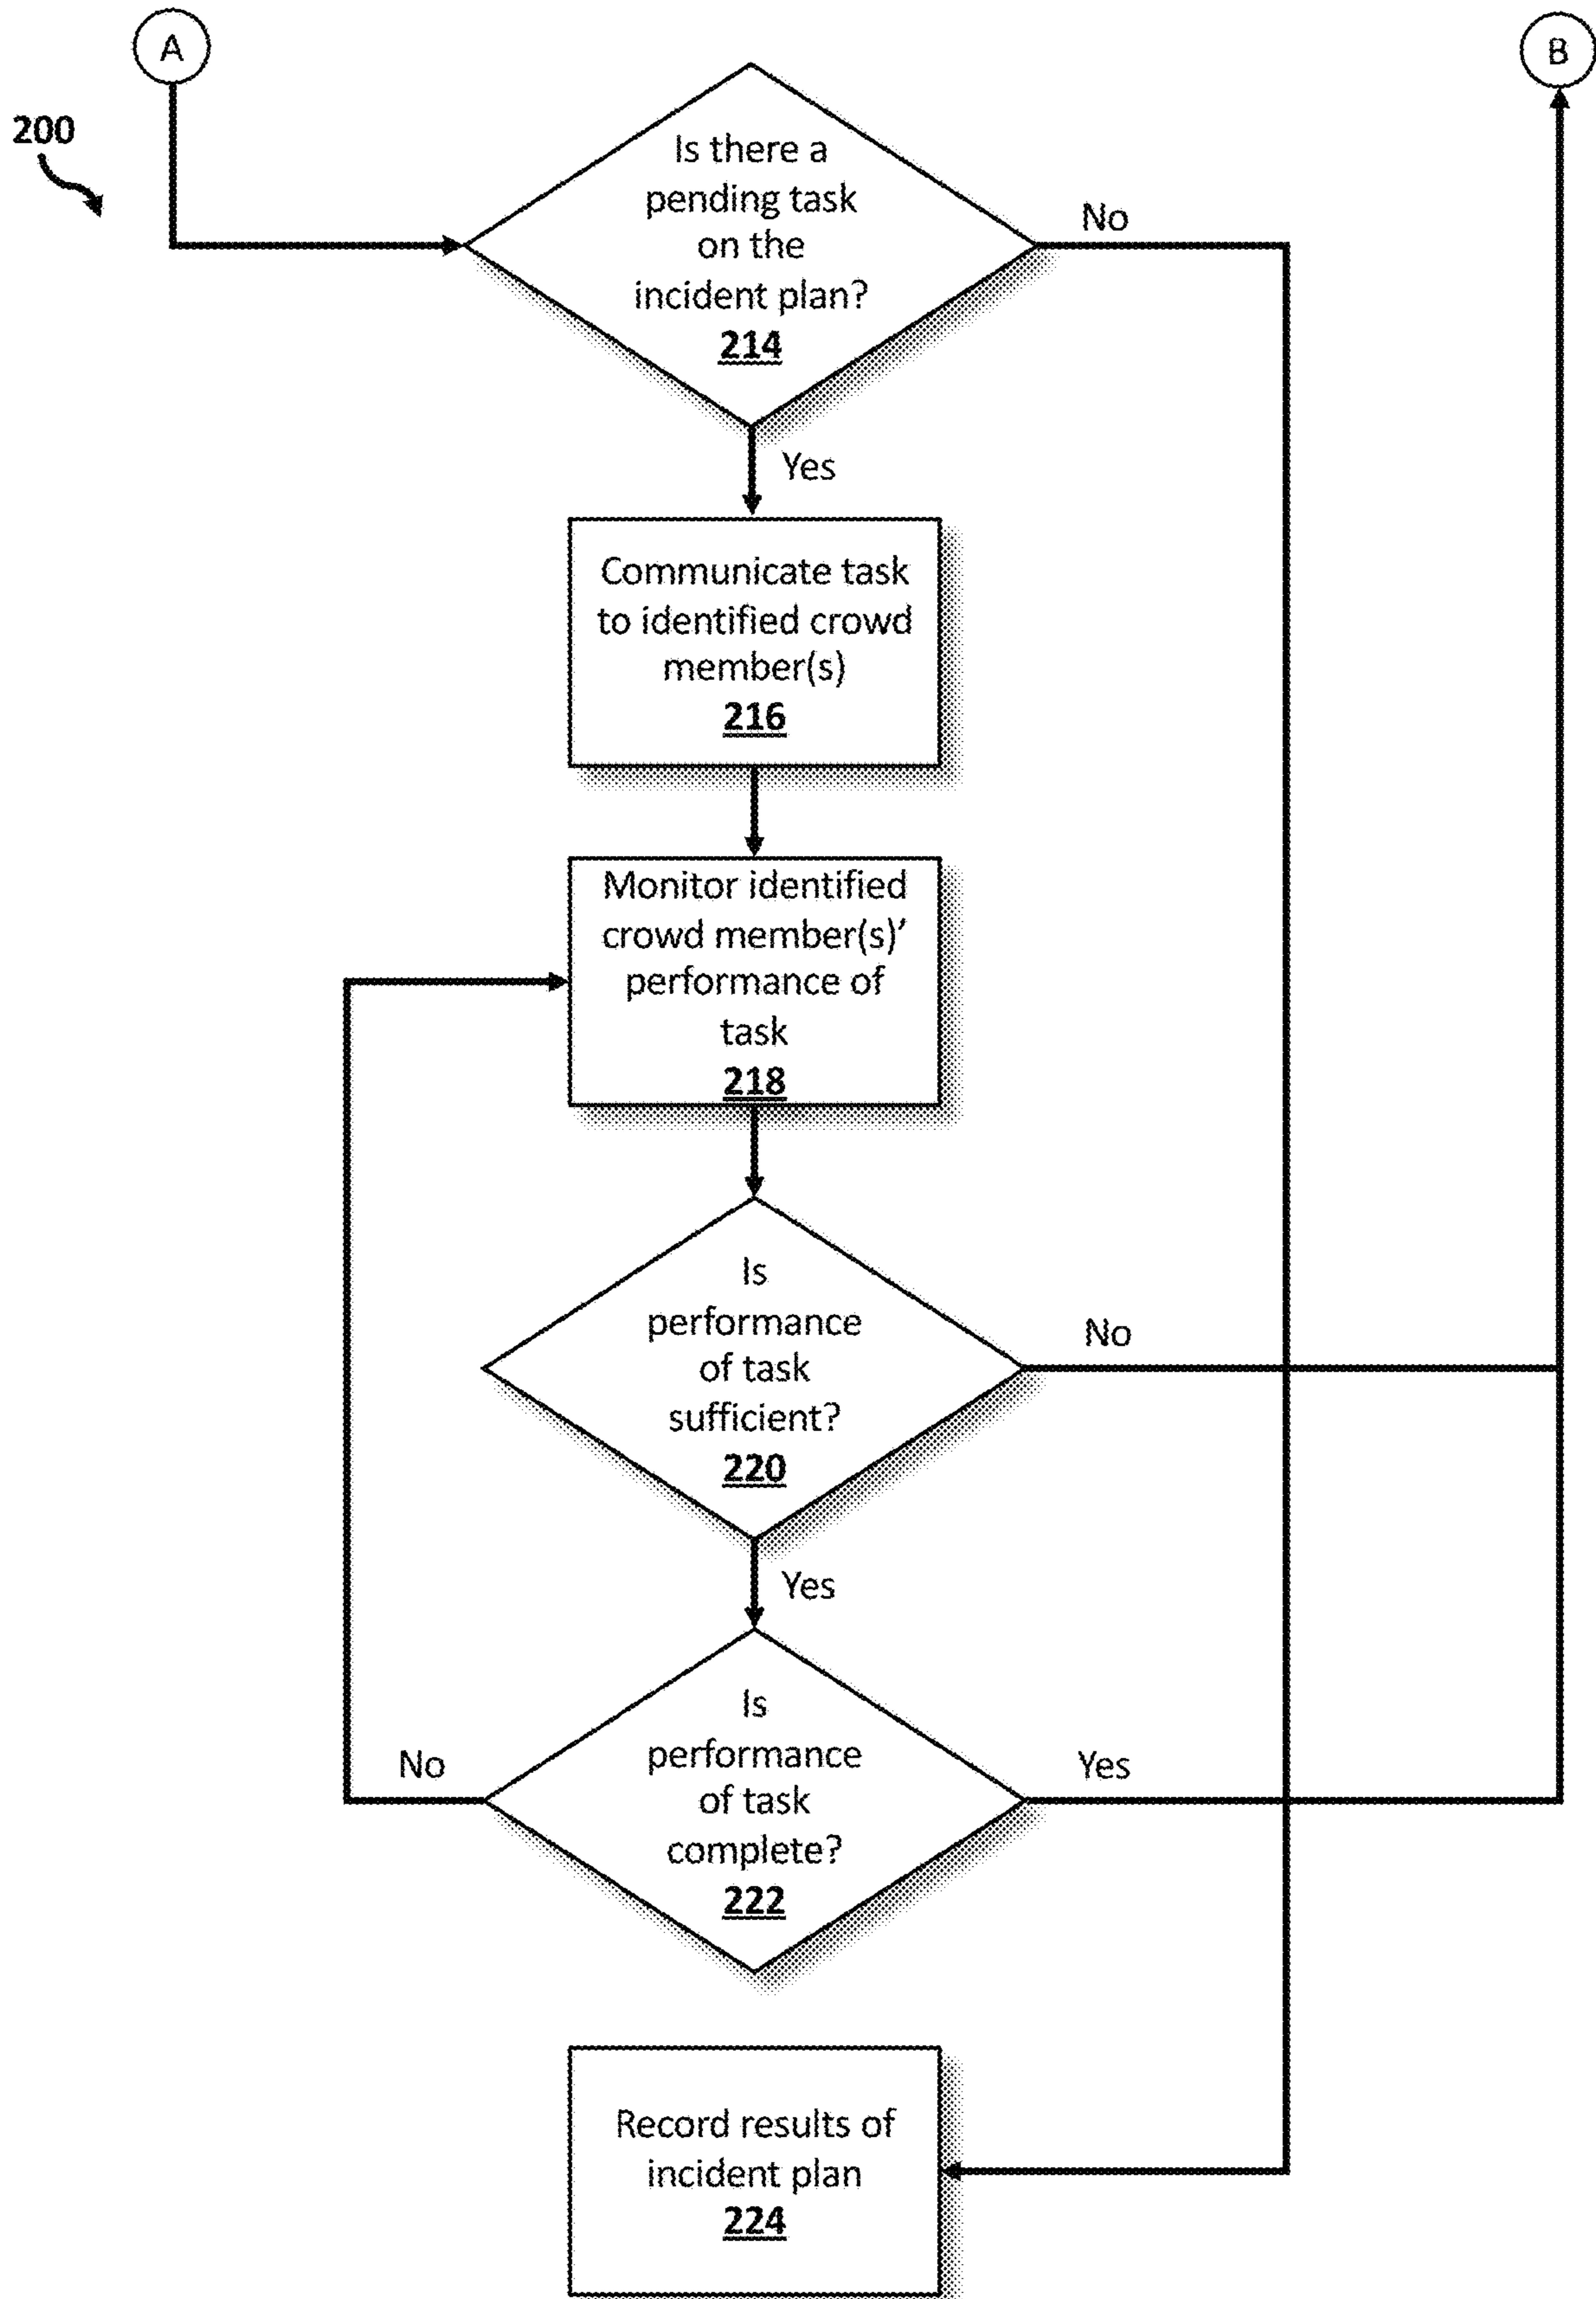 A
B
200
Is there a
pending task
on the
incident plan?
214
No
Yes
Communicate task
to identified crowd
member(s)
216
Monitor identified
crowd member(s)’
performance of
task
218
Is
performance
of task
sufficient?
220
No
Yes
Is
performance
of task
complete?
222
No
Yes
Record results of
incident plan
224